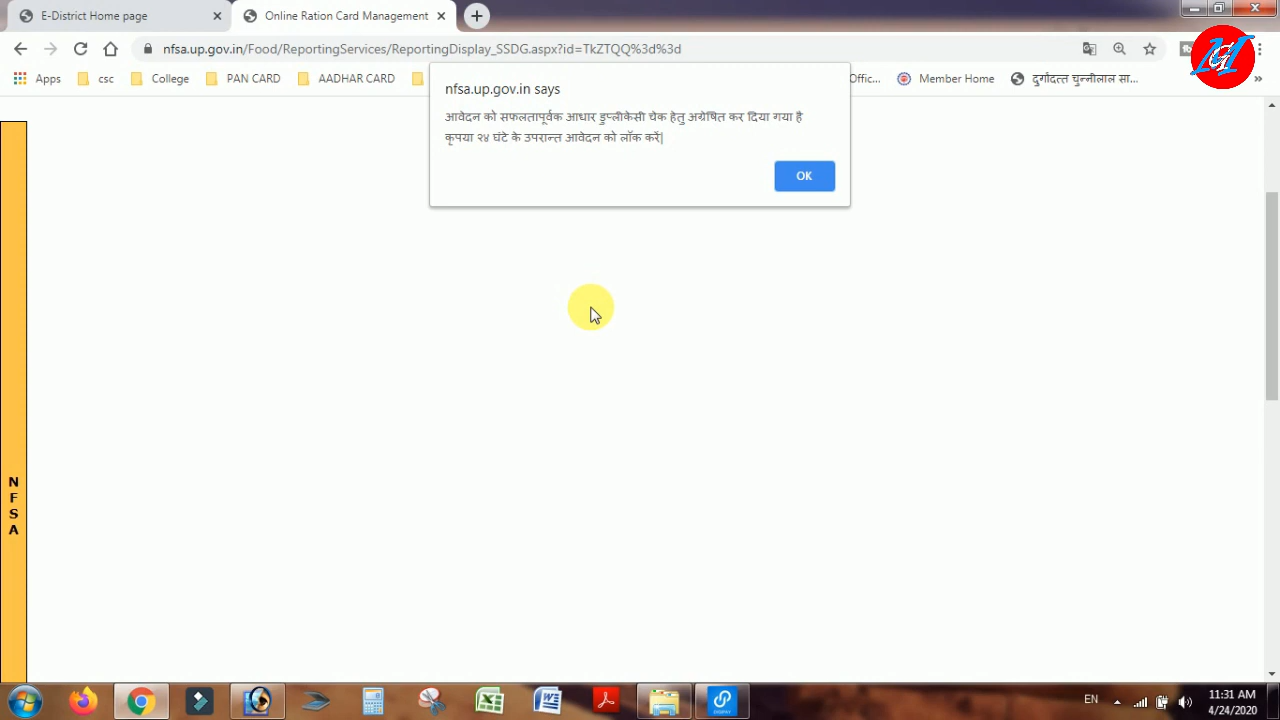 E-District Home page
Online Ration Card Management
nfsa.up.gov.in/Food/ReportingServices/ReportingDisplay_SSDG.aspx?id=TkZTQQ%3d%3d
Apps csc College PAN CARD AADHAR CARD Offic... Member Home दुर्गादत्त चुन्नीलाल सा...
nfsa.up.gov.in says
आवेदन को सफलतापूर्वक आधार डुप्लीकेसी चेक हेतु अग्रेषित कर दिया गया है
कृपया २४ घंटे के उपरान्त आवेदन को लॉक करें|
OK
N
F
S
A
EN
11:31 AM
4/24/2020